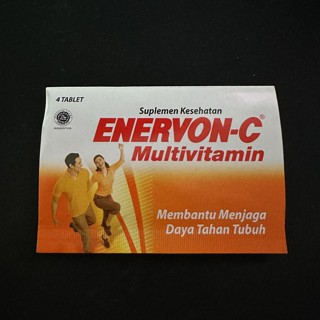 4 TABLET
Suplemen Kesehatan
ENERVON-C®
Multivitamin
Membantu Menjaga
Daya Tahan Tubuh